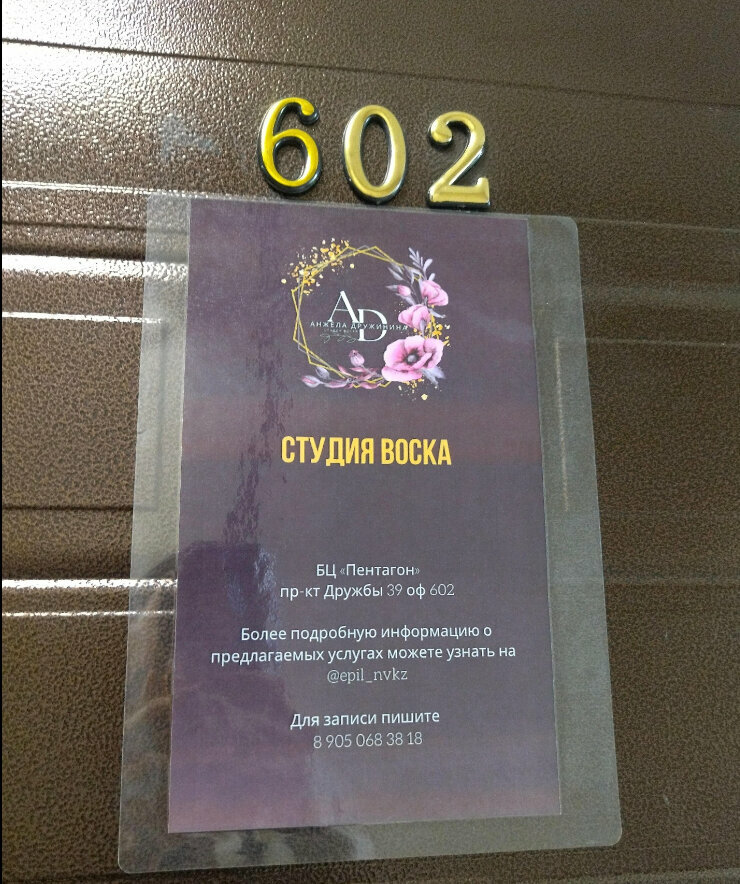 602
AD
АНЖЕЛА ДРУЖИНИНА
СТУДИЯ ВОСКА
БЦ «Пентагон»
пр-кт Дружбы 39 оф 602
Более подробную информацию о
предлагаемых услугах можете узнать на
@epil_nvkz
Для записи пишите
8 905 068 38 18